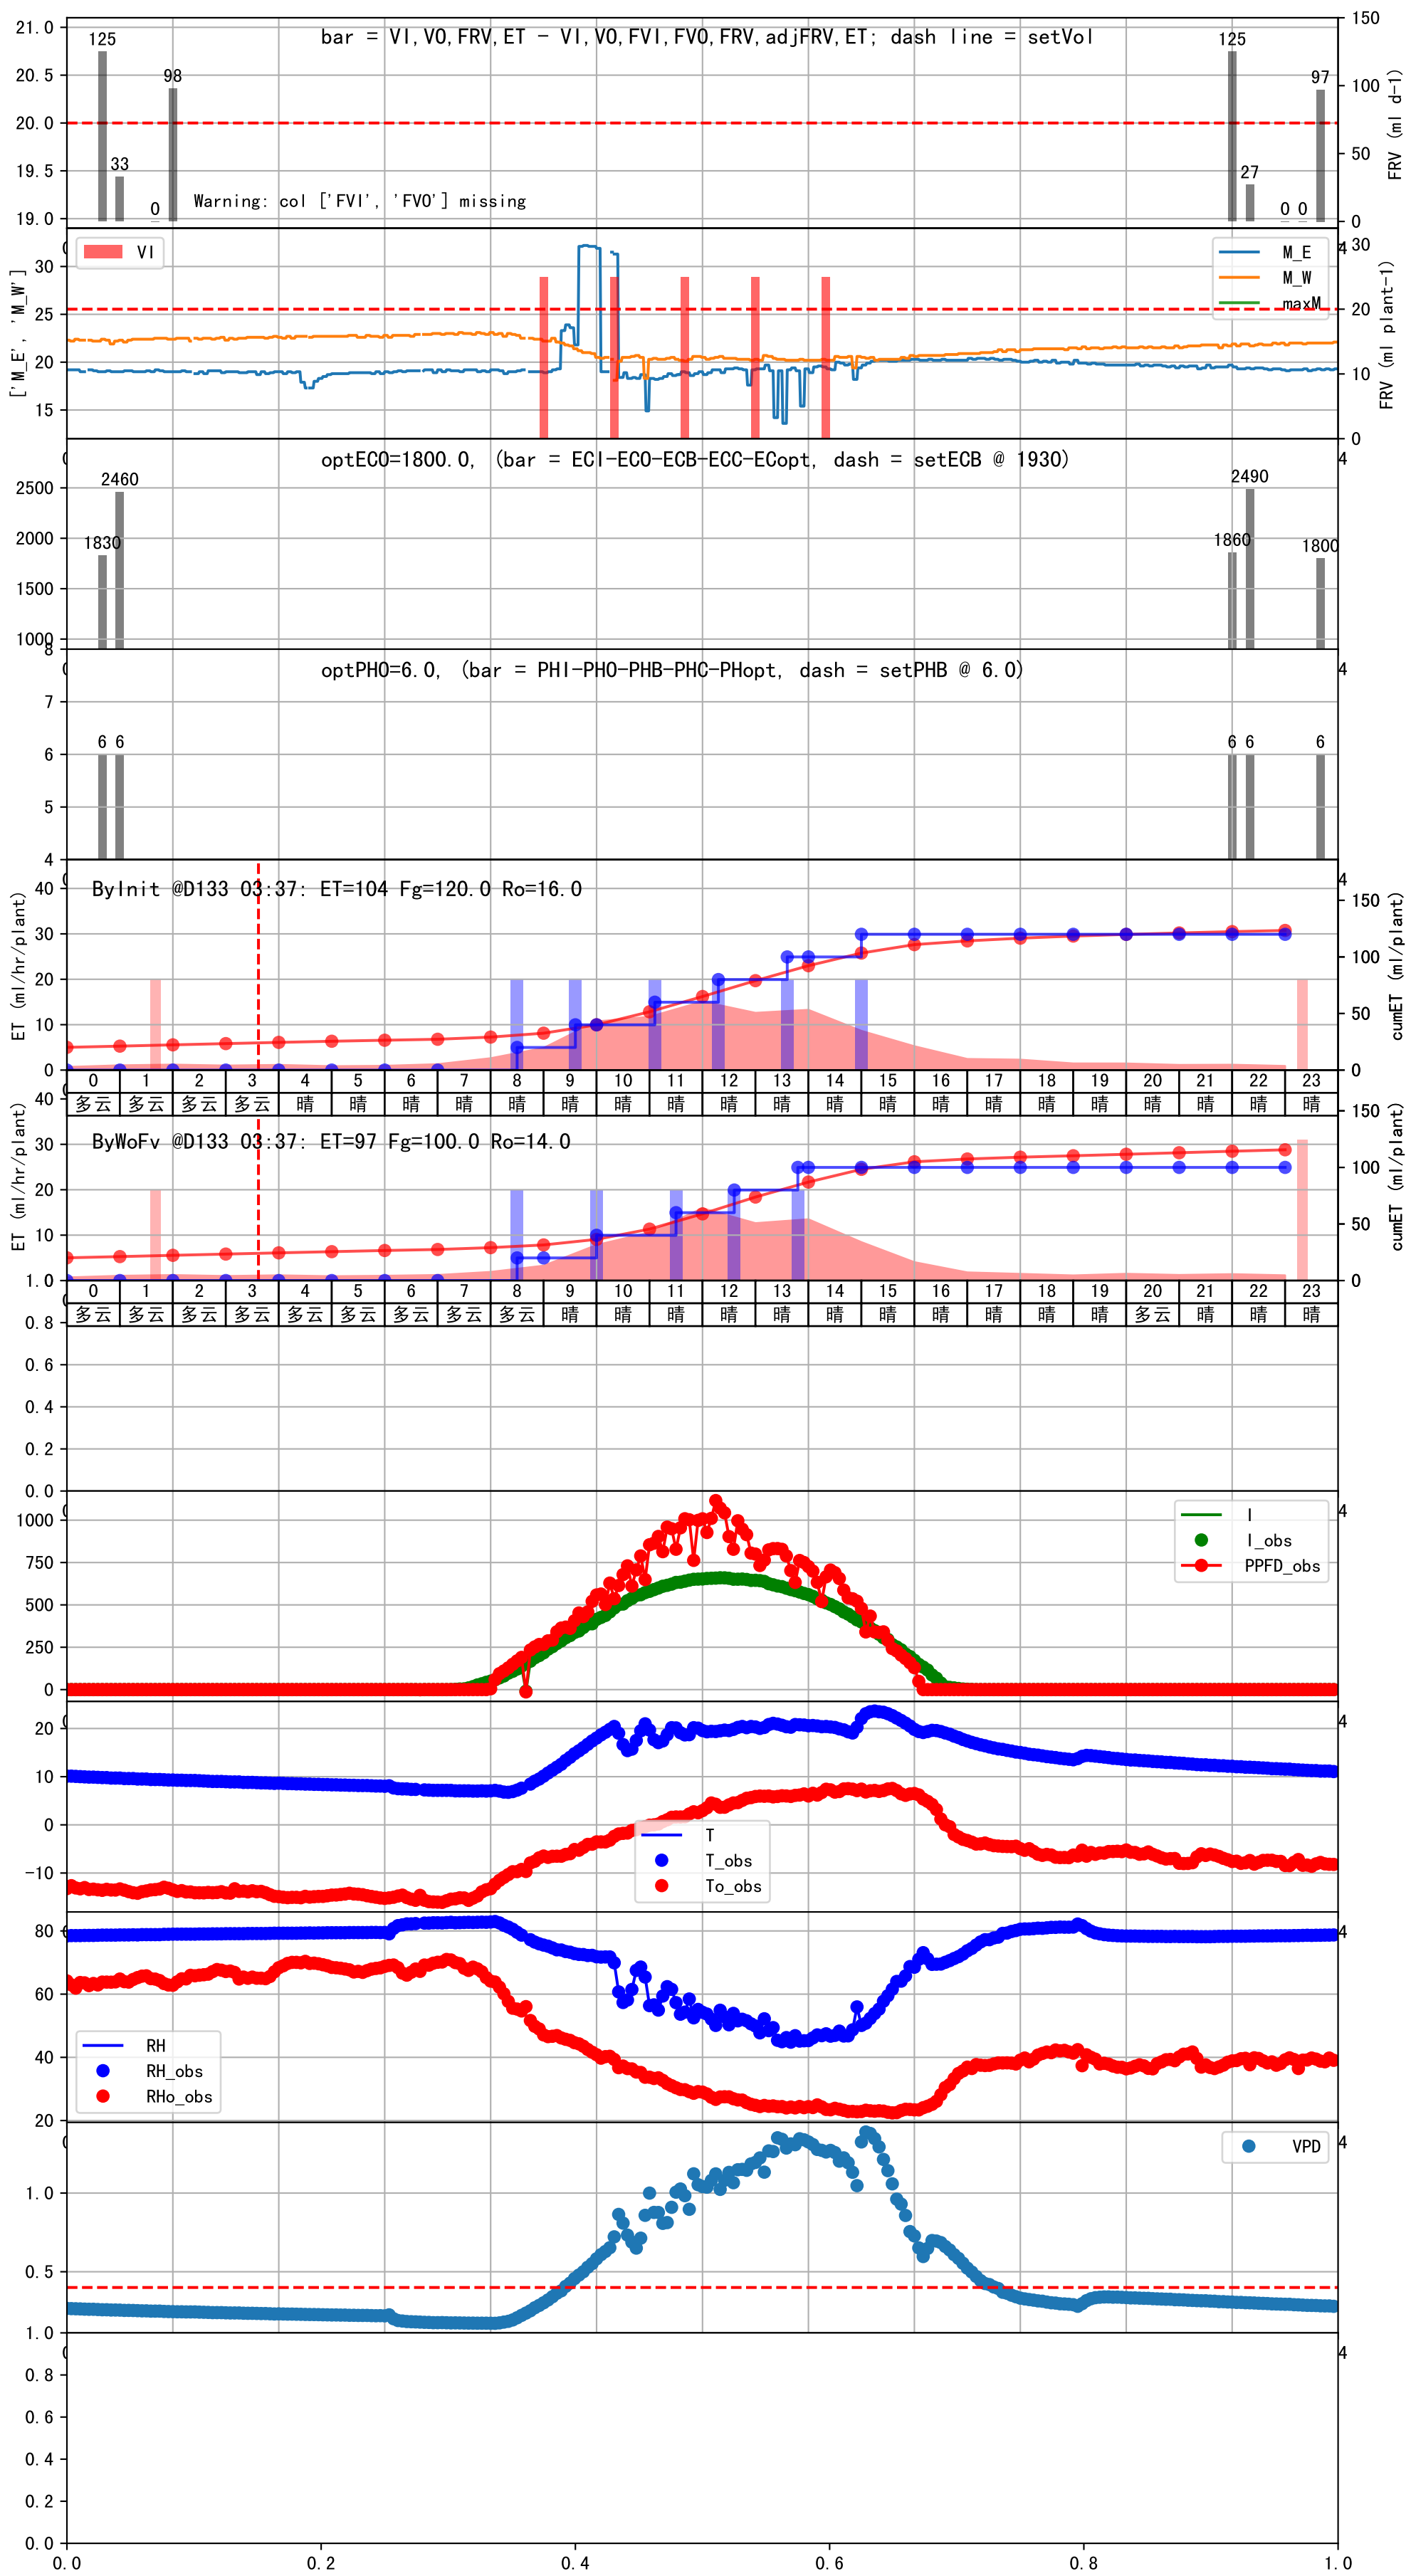 bar = VI,VO,FRV,ET - VI,VO,FVI,FVO,FRV,adjFRV,ET; dash line = setVol
21.0 20.5 20.0 19.5 19.0
125 33 0 98
125 27 0 0 97
Warning: col ['FVI', 'FVO'] missing
150 100 50 0
FRV (ml d-1)
['M_E', 'M_W']
30 25 20 15
VI
M_E
M_W
maxM
30 20 10 0
FRV (ml plant-1)
4
optECO=1800.0, (bar = ECI-ECO-ECB-ECC-ECopt, dash = setECB @ 1930)
2500 2000 1500 1000
1830 2460
1860 2490 1800
4
optPHO=6.0, (bar = PHI-PHO-PHB-PHC-PHopt, dash = setPHB @ 6.0)
8 7 6 5 4
6 6
6 6 6
4
ByInit @D133 03:37: ET=104 Fg=120.0 Ro=16.0
ET (ml/hr/plant)
40 30 20 10 0
150 100 50 0
cumET (ml/plant)
4
0 1 2 3 4 5 6 7 8 9 10 11 12 13 14 15 16 17 18 19 20 21 22 23
多云 多云 多云 多云 晴 晴 晴 晴 晴 晴 晴 晴 晴 晴 晴 晴 晴 晴 晴 晴 晴 晴 晴 晴
ByWoFv @D133 03:37: ET=97 Fg=100.0 Ro=14.0
ET (ml/hr/plant)
40 30 20 10
150 100 50 0
cumET (ml/plant)
0 1 2 3 4 5 6 7 8 9 10 11 12 13 14 15 16 17 18 19 20 21 22 23
多云 多云 多云 多云 多云 多云 多云 多云 多云 晴 晴 晴 晴 晴 晴 晴 晴 晴 晴 晴 多云 晴 晴 晴
1.0 0.8 0.6 0.4 0.2 0.0
4
1000 750 500 250 0
I
I_obs
PPFD_obs
4
20 10 0 -10
T
T_obs
To_obs
4
80 60 40 20
RH
RH_obs
RHo_obs
4
1.0 0.5
VPD
4
1.0 0.8 0.6 0.4 0.2 0.0
0.0 0.2 0.4 0.6 0.8 1.0